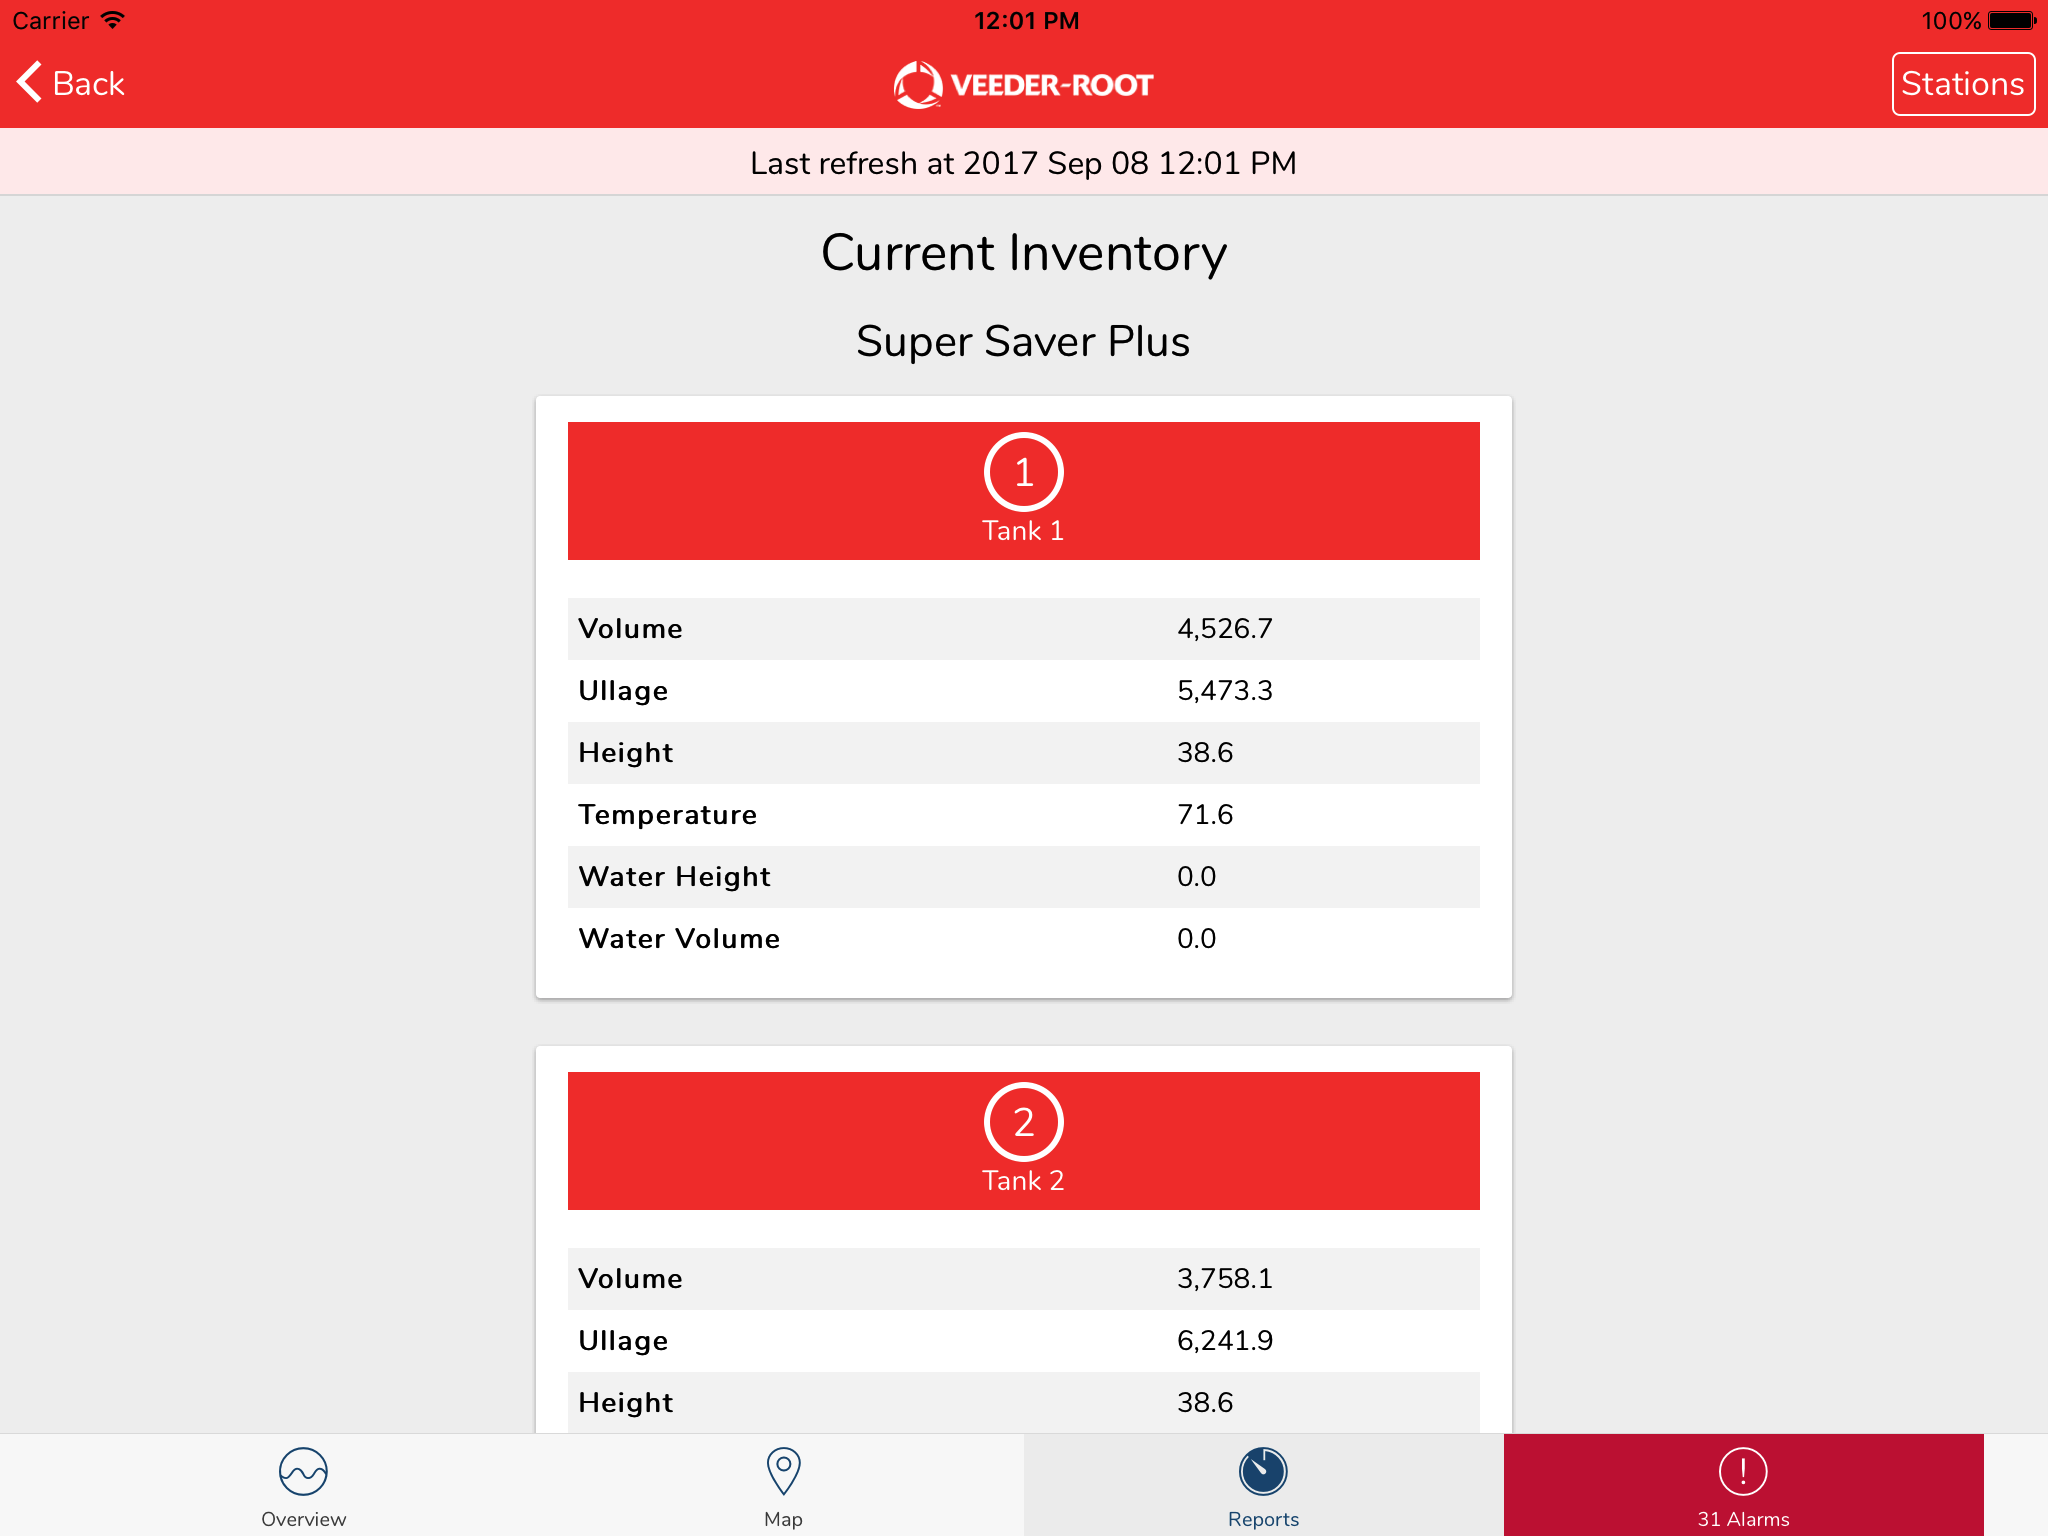 Carrier 12:01 PM 100%
Back VEEDER-ROOT Stations
Last refresh at 2017 Sep 08 12:01 PM
Current Inventory
Super Saver Plus
1
Tank 1
Volume 4,526.7
Ullage 5,473.3
Height 38.6
Temperature 71.6
Water Height 0.0
Water Volume 0.0
2
Tank 2
Volume 3,758.1
Ullage 6,241.9
Height 38.6
Overview Map Reports 31 Alarms